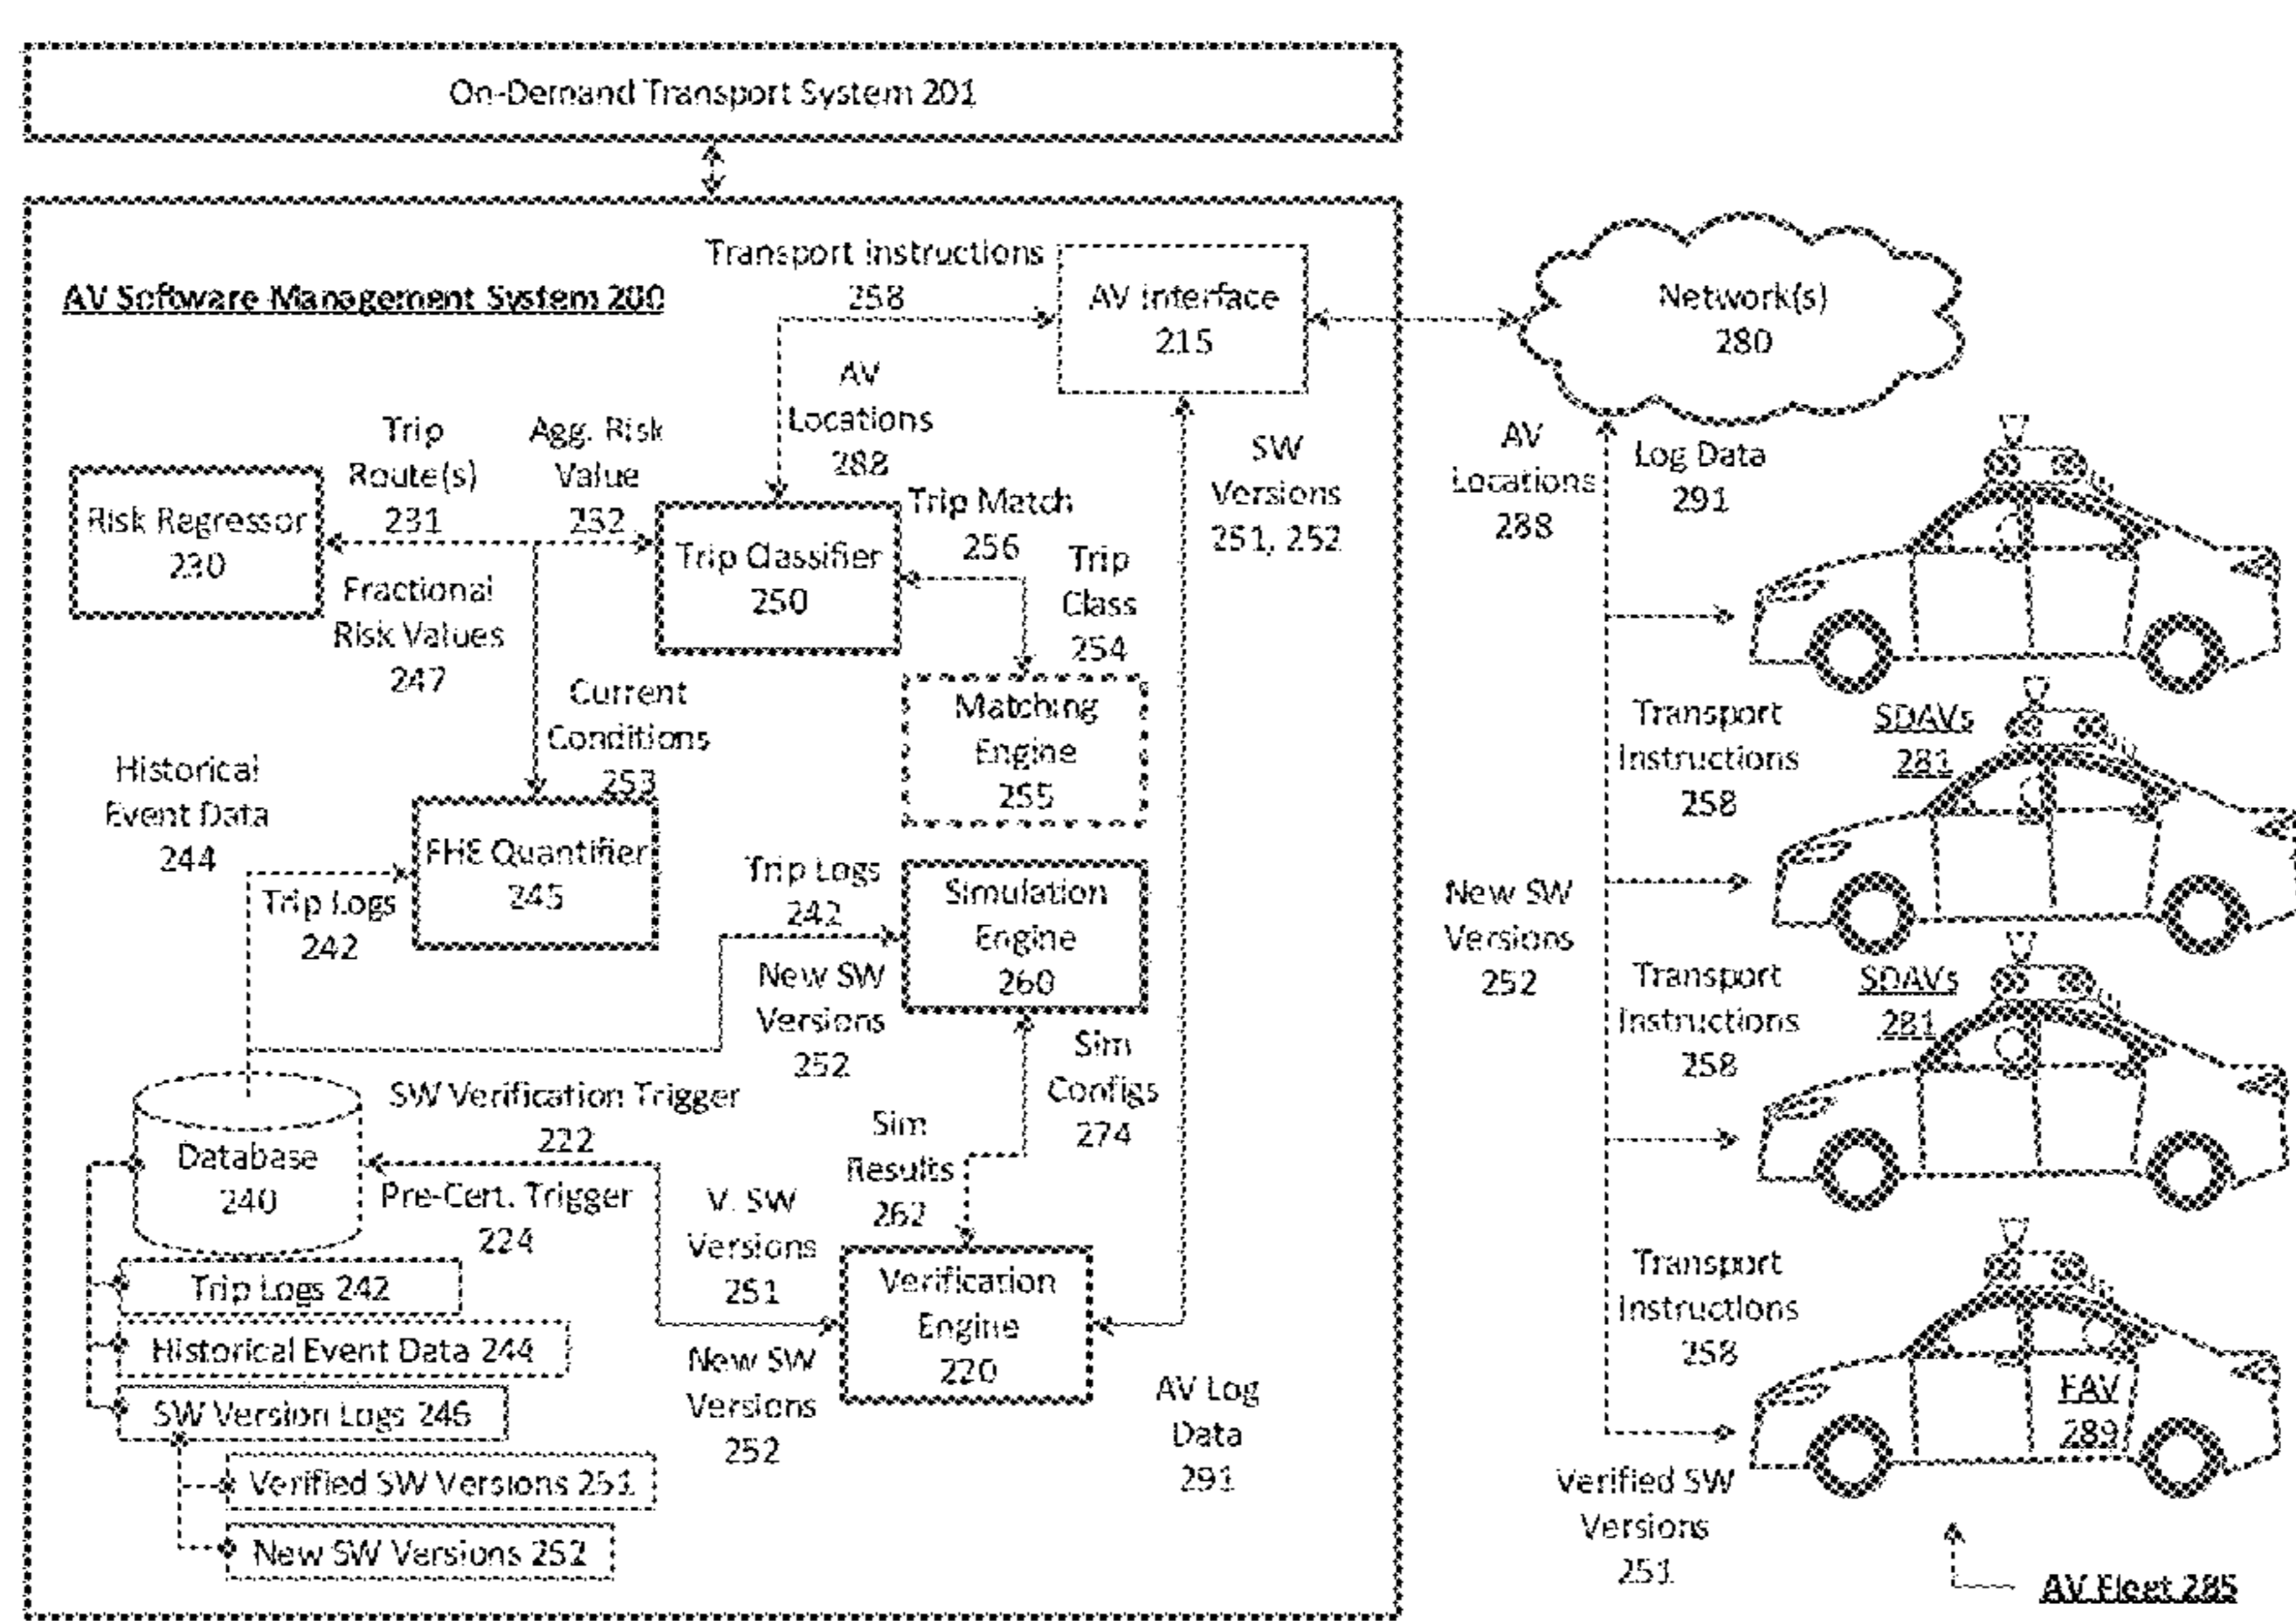 On-Demand Transport System 201
AV Software Management System 200
Transport Instructions
258
AV Interface
215
Network(s)
280
AV
Locations
288
Trip
Route(s)
231
Agg. Risk
Value
232
Risk Regressor
230
Fractional
Risk Values
247
Trip Classifier
250
Trip Match
256
Trip
Class
254
SW
Versions
251, 252
Current
Conditions
253
Matching
Engine
255
Historical
Event Data
244
Trip Logs
242
FHE Quantifier
245
Trip Logs
242
New SW
Versions
252
Simulation
Engine
260
Sim
Configs
274
Sim
Results
262
SW Verification Trigger
222
Pre-Cert. Trigger
224
Database
240
V. SW
Versions
251
New SW
Versions
252
Verification
Engine
220
AV Log
Data
291
Trip Logs 242
Historical Event Data 244
SW Version Logs 246
Verified SW Versions 251
New SW Versions 252
AV
Locations
288
Log Data
291
Transport
Instructions
258
SDAVs
281
New SW
Versions
252
Transport
Instructions
258
SDAVs
281
Transport
Instructions
258
FAV
289
Verified SW
Versions
251
AV Fleet 285